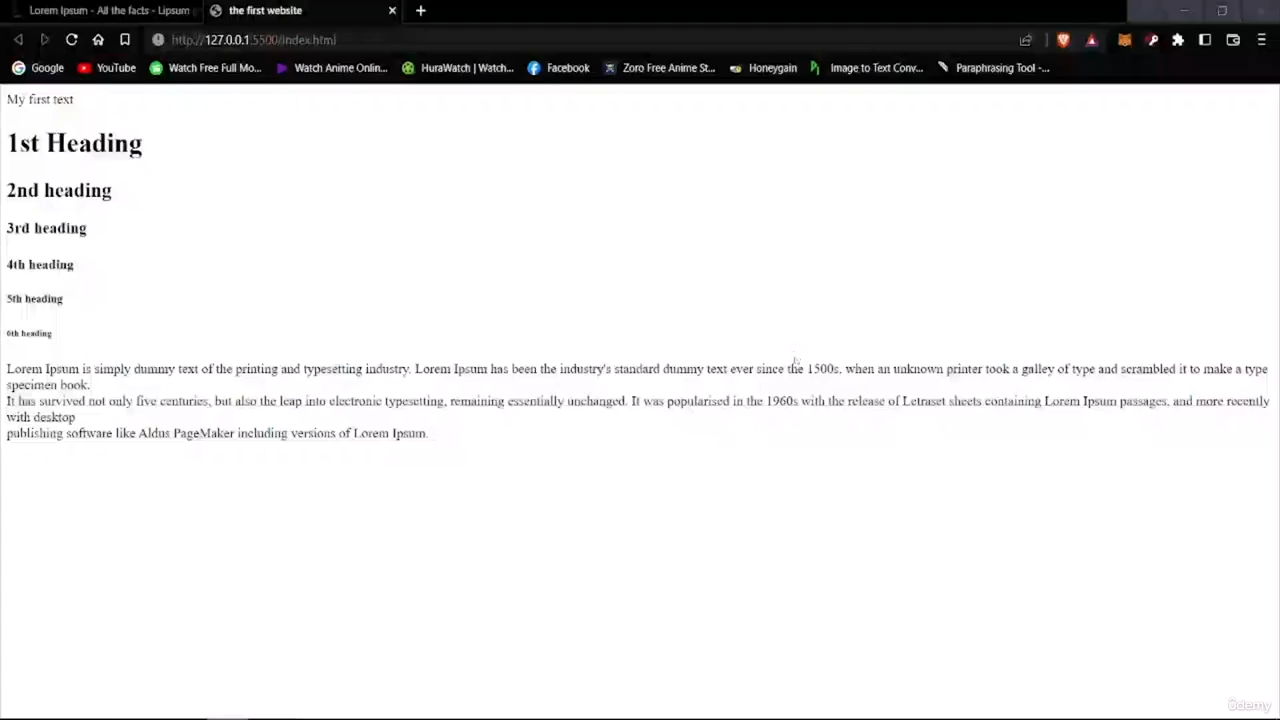 Lorem Ipsum - All the facts - Lipsum
the first website
http://127.0.0.1:5500/index.html
Google
YouTube
Watch Free Full Mo...
Watch Anime Onlin...
HuraWatch | Watch...
Facebook
Zoro Free Anime St...
Honeygain
Image to Text Conv...
Paraphrasing Tool -...
My first text
1st Heading
2nd heading
3rd heading
4th heading
5th heading
6th heading
Lorem Ipsum is simply dummy text of the printing and typesetting industry. Lorem Ipsum has been the industry's standard dummy text ever since the 1500s, when an unknown printer took a galley of type and scrambled it to make a type
specimen book.
It has survived not only five centuries, but also the leap into electronic typesetting, remaining essentially unchanged. It was popularised in the 1960s with the release of Letraset sheets containing Lorem Ipsum passages, and more recently
with desktop
publishing software like Aldus PageMaker including versions of Lorem Ipsum.
ûdemy